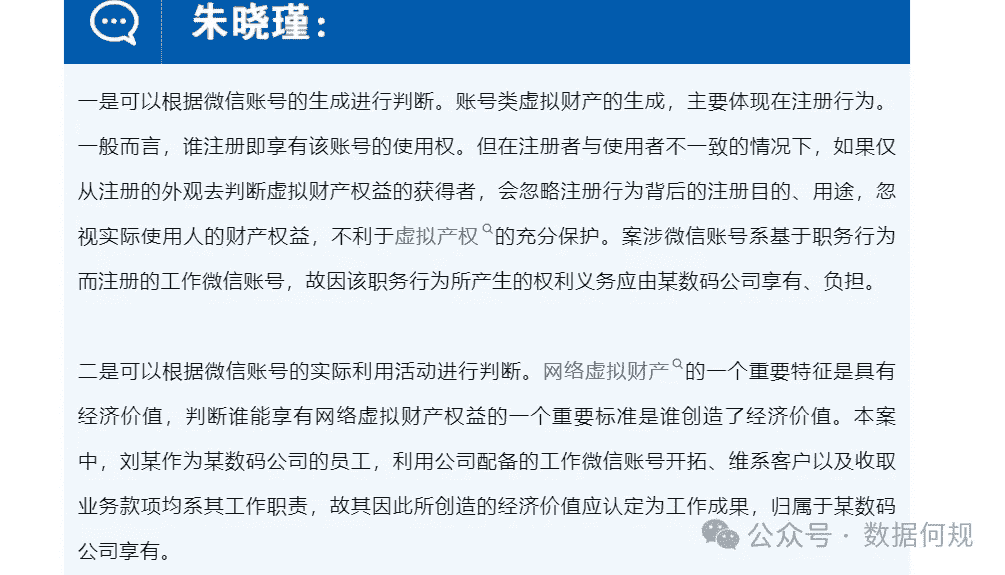 朱晓瑾：
一是可以根据微信账号的生成进行判断。账号类虚拟财产的生成，主要体现在注册行为。
一般而言，谁注册即享有该账号的使用权。但在注册者与使用者不一致的情况下，如果仅
从注册的外观去判断虚拟财产权益的获得者，会忽略注册行为背后的注册目的、用途，忽
视实际使用人的财产权益，不利于虚拟产权的充分保护。案涉微信账号系基于职务行为
而注册的工作微信账号，故因该职务行为所产生的权利义务应由某数码公司享有、负担。
二是可以根据微信账号的实际利用活动进行判断。网络虚拟财产的一个重要特征是具有
经济价值，判断谁能享有网络虚拟财产权益的一个重要标准是谁创造了经济价值。本案
中，刘某作为某数码公司的员工，利用公司配备的工作微信账号开拓、维系客户以及收取
业务款项均系其工作职责，故其因此所创造的经济价值应认定为工作成果，归属于某数码
公司享有。
公众号 · 数据何规